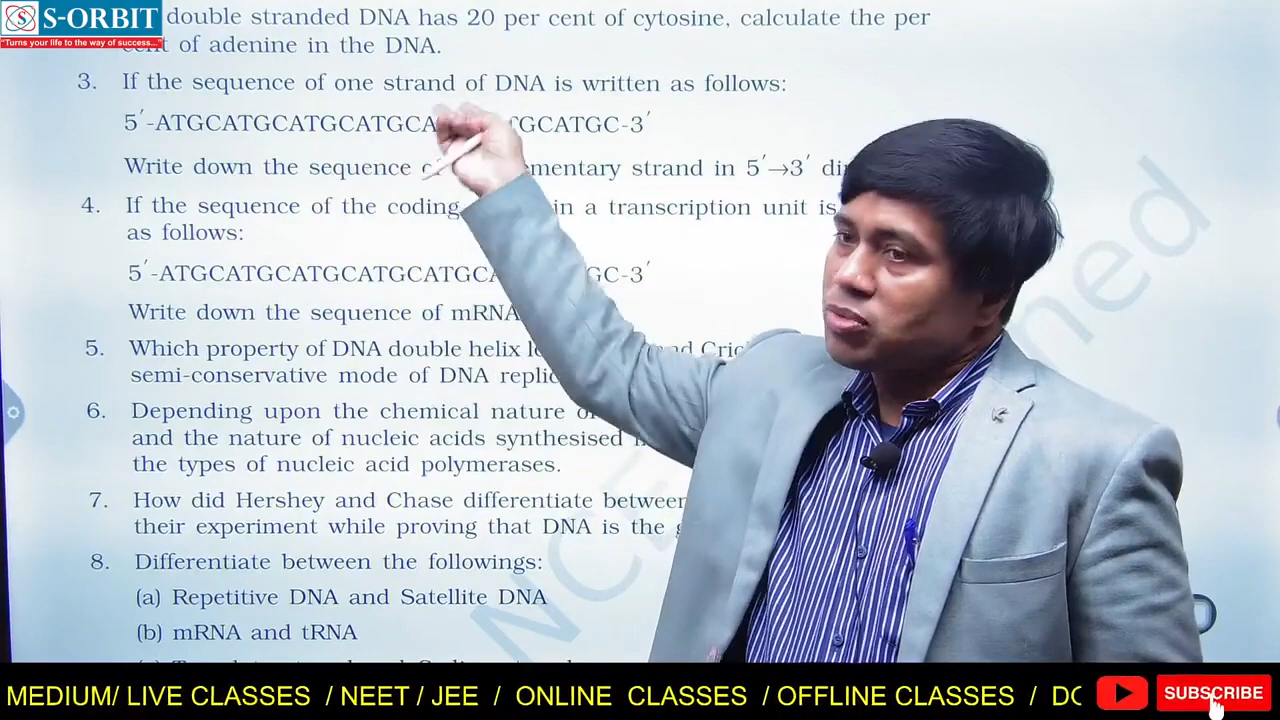 S-ORBIT
"Turns your life to the way of success..."
double stranded DNA has 20 per cent of cytosine, calculate the per
cent of adenine in the DNA.
3. If the sequence of one strand of DNA is written as follows:
5′-ATGCATGCATGCATGCA TGCATGC-3′
Write down the sequence mentary strand in 5′→3′
4. If the sequence of the coding in a transcription unit is
as follows:
5′-ATGCATGCATGCATGCATGCA GC-3′
Write down the sequence of mRNA
5. Which property of DNA double helix
semi-conservative mode of DNA
6. Depending upon the chemical nature
and the nature of nucleic acids synthesised
the types of nucleic acid polymerases.
7. How did Hershey and Chase differentiate between
their experiment while proving that DNA is the
8. Differentiate between the followings:
(a) Repetitive DNA and Satellite DNA
(b) mRNA and tRNA
MEDIUM/ LIVE CLASSES / NEET / JEE / ONLINE CLASSES / OFFLINE CLASSES /
SUBSCRIBE